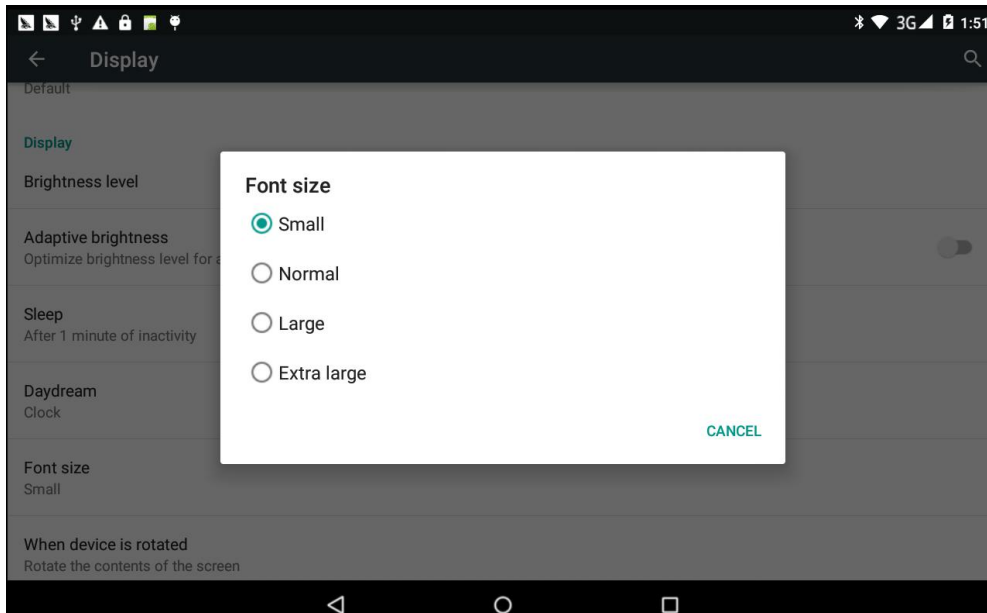 3G 1:51
Display
Default
Display
Brightness level
Adaptive brightness
Optimize brightness level for
Sleep
After 1 minute of inactivity
Daydream
Clock
Font size
Small
When device is rotated
Rotate the contents of the screen
Font size
Small
Normal
Large
Extra large
CANCEL